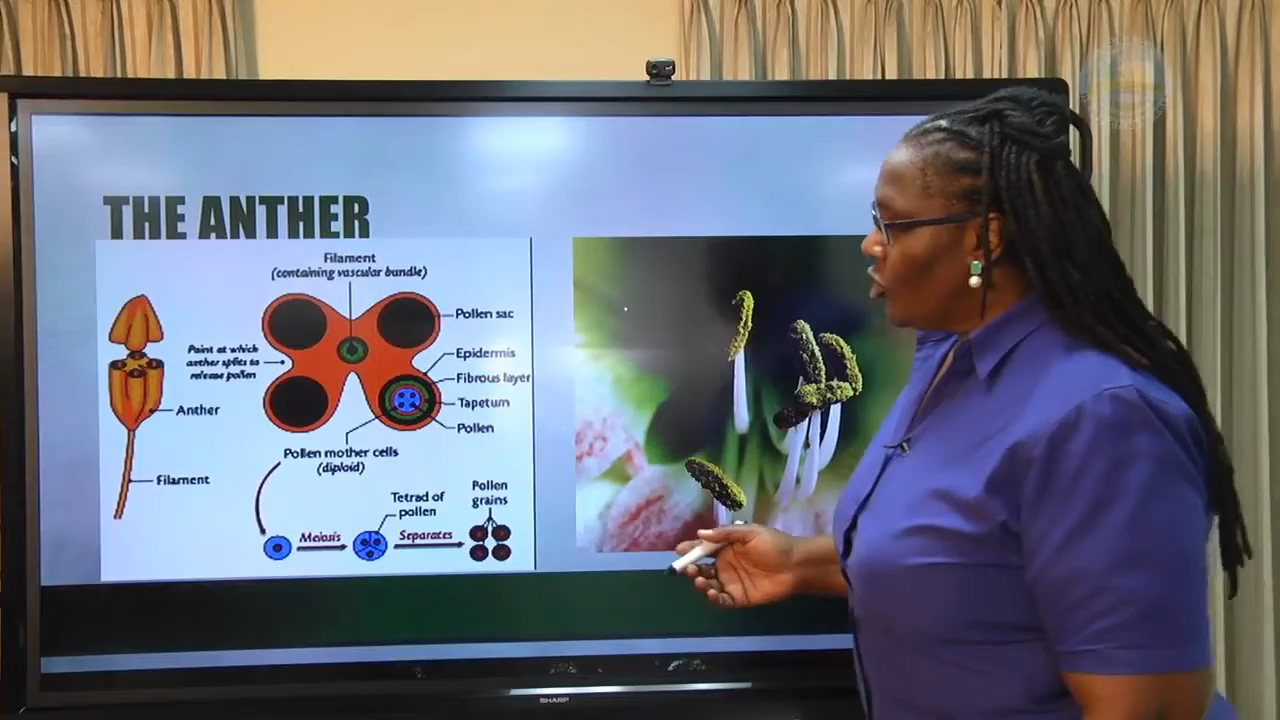 THE ANTHER
Filament
(containing vascular bundle)
Pollen sac
Point at which
anther splits to
release pollen
Epidermis
Fibrous layer
Tapetum
Pollen
Anther
Filament
Pollen mother cells
(diploid)
Tetrad of
pollen
Pollen
grains
Meiosis
Separates
SHARP